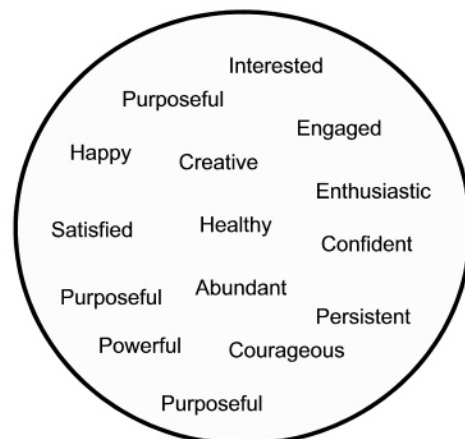 Interested
Purposeful
Engaged
Happy
Creative
Enthusiastic
Healthy
Satisfied
Confident
Abundant
Purposeful
Persistent
Powerful
Courageous
Purposeful